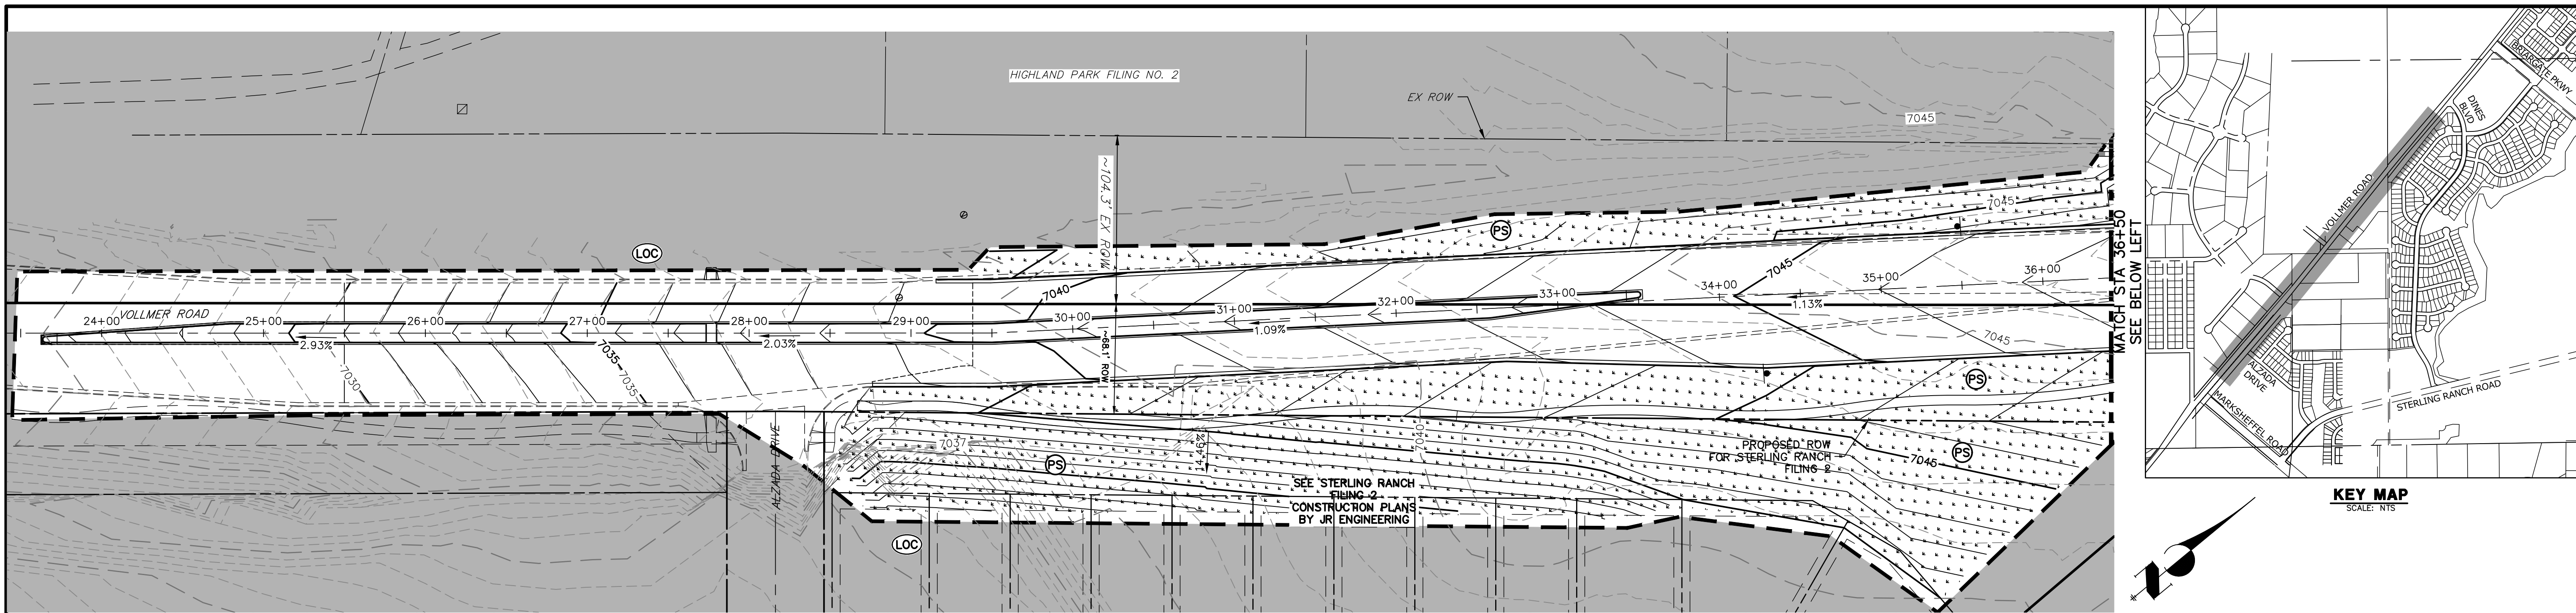 HIGHLAND PARK FILING NO. 2
EX ROW
7045
~104.3' EX ROW
LOC
PS
7045
7040
7045
VOLLMER ROAD
24+00
25+00
26+00
27+00
28+00
29+00
30+00
31+00
32+00
33+00
34+00
35+00
36+00
2.93%
2.03%
1.09%
1.13%
7030
7035
7035
~68.1' ROW
7045
PS
ALZADA DRIVE
7037
14.46%
7040
PS
PROPOSED ROW
FOR STERLING RANCH
FILING 2
7045
PS
SEE STERLING RANCH
FILING 2
CONSTRUCTION PLANS
BY JR ENGINEERING
LOC
MATCH STA 36+50
SEE BELOW LEFT
BRIARGATE PKWY
DINES
BLVD
VOLLMER ROAD
ALZADA
DRIVE
MARKSHEFFEL ROAD
STERLING RANCH ROAD
KEY MAP
SCALE: NTS